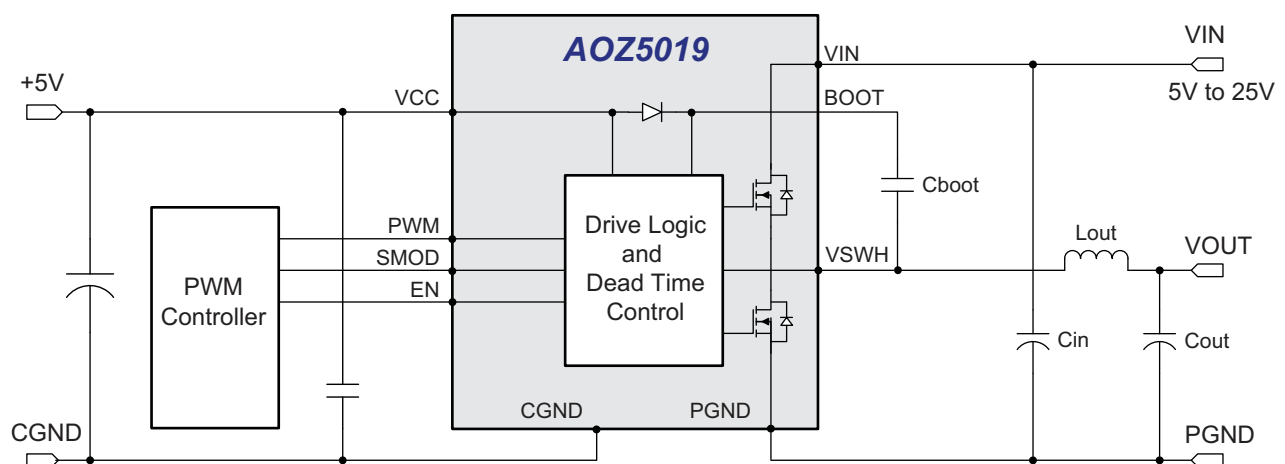 AOZ5019
VIN
+5V
VIN
VCC
BOOT
5V to 25V
Cboot
PWM
Drive Logic
and
Dead Time
Control
SMOD
VSWH
Lout
VOUT
EN
PWM
Controller
Cin
Cout
CGND
PGND
CGND
PGND